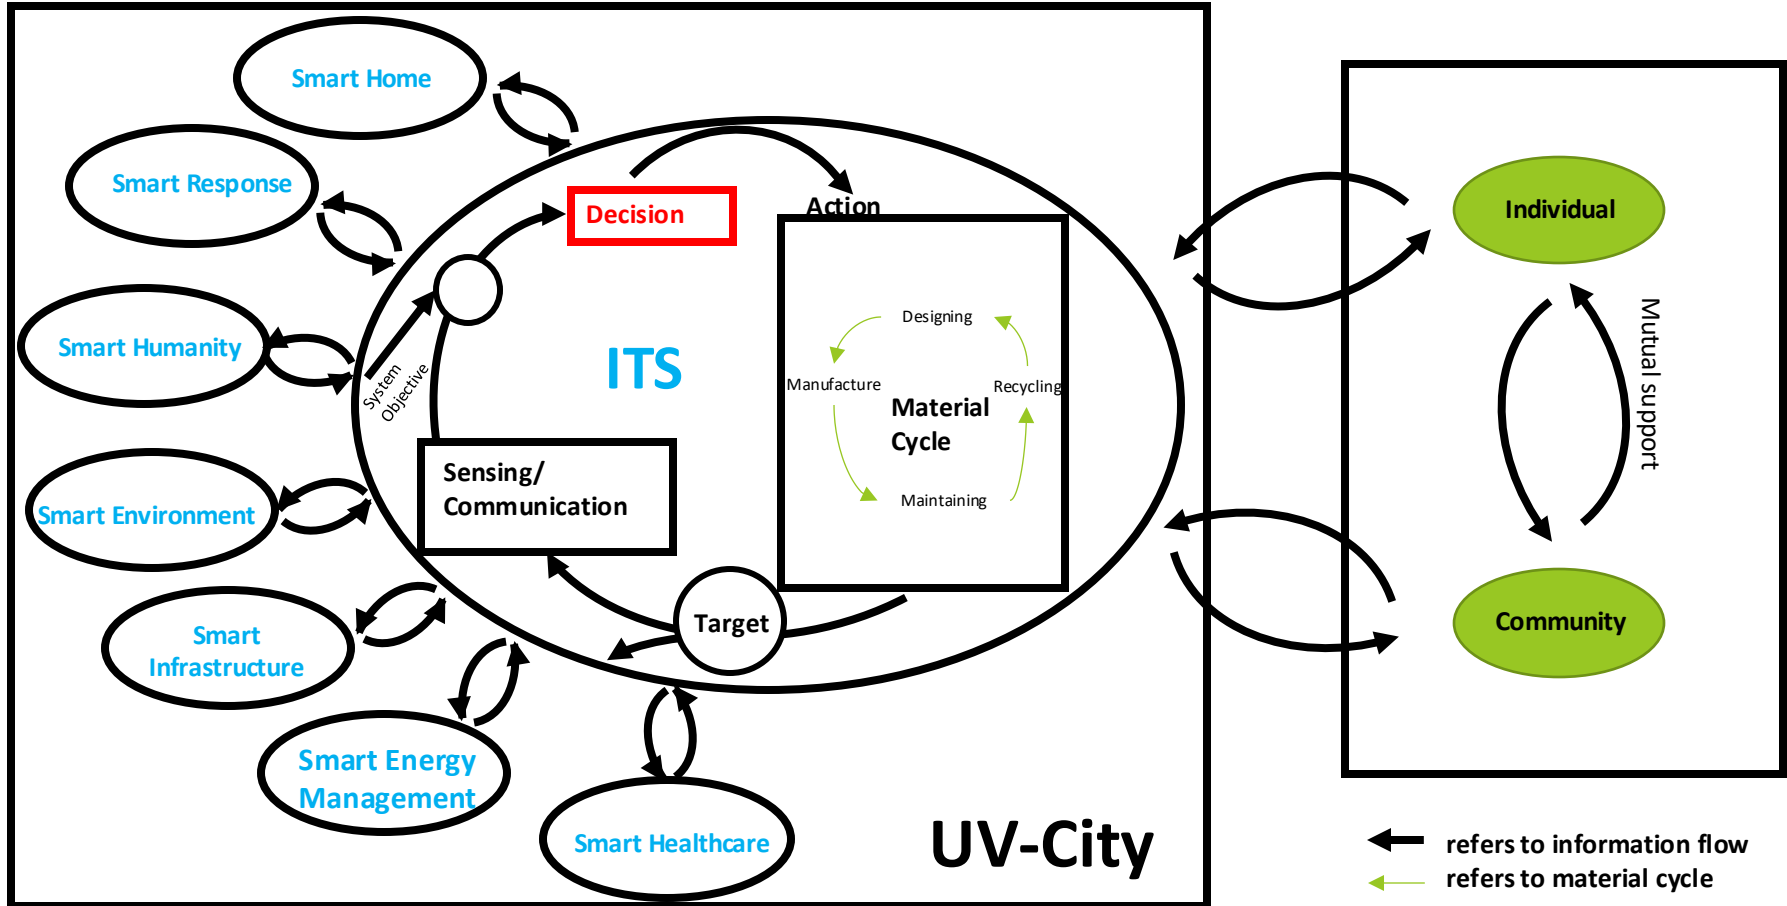 Smart Home
Smart Response
Decision
Action
Individual
Smart Humanity
System
Objective
ITS
Designing
Manufacture
Recycling
Material
Cycle
Maintaining
Mutual support
Sensing/
Communication
Smart Environment
Target
Community
Smart
Infrastructure
Smart Energy
Management
Smart Healthcare
UV-City
refers to information flow
refers to material cycle